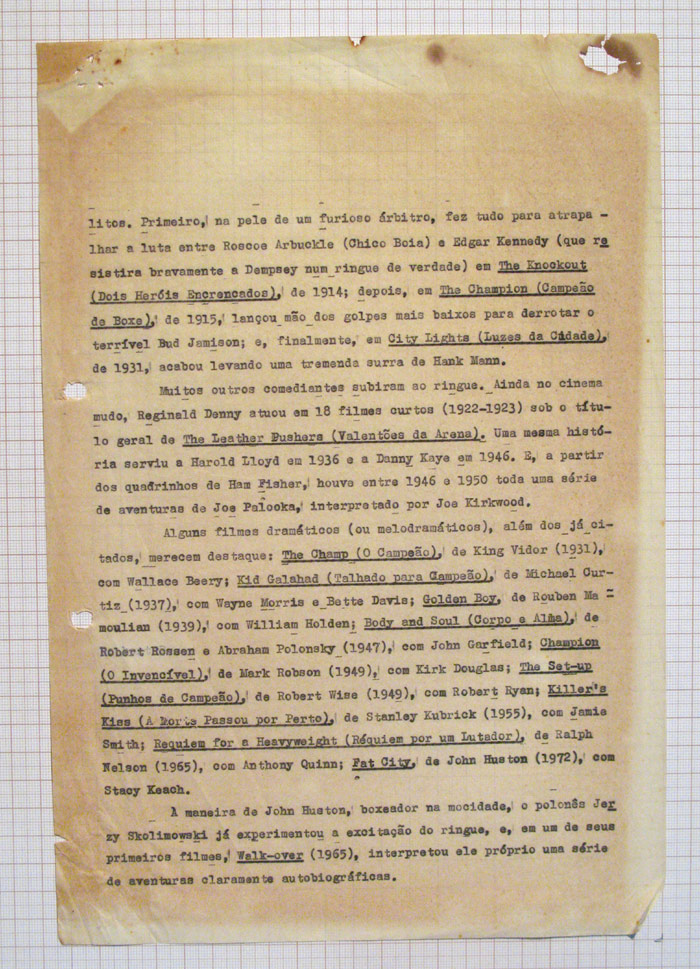 litos. Primeiro, na pele de um furioso árbitro, fez tudo para atrapa -
lhar a luta entre Roscoe Arbuckle (Chico Boia) e Edgar Kennedy (que re
sistira bravamente a Dempsey num ringue de verdade) em The Knockout
(Dois Heróis Encrencados), de 1914; depois, em The Champion (Campeão
de Boxe), de 1915, lançou mão dos golpes mais baixos para derrotar o
terrível Bud Jamison; e, finalmente, em City Lights (Luzes da Cidade),
de 1931, acabou levando uma tremenda surra de Hank Mann.
Muitos outros comediantes subiram ao ringue. Ainda no cinema
mudo, Reginald Denny atuou em 18 filmes curtos (1922-1923) sob o títu-
lo geral de The Leather Pushers (Valentões da Arena). Uma mesma histó-
ria serviu a Harold Lloyd em 1936 e a Danny Kaye em 1946. E, a partir
dos quadrinhos de Ham Fisher, houve entre 1946 e 1950 toda uma série
de aventuras de Joe Palooka, interpretado por Joe Kirkwood.
Alguns filmes dramáticos (ou melodramáticos), além dos já ci-
tados, merecem destaque: The Champ (O Campeão), de King Vidor (1931),
com Wallace Beery; Kid Galahad (Talhado para Campeão), de Michael Cur-
tiz (1937), com Wayne Morris e Bette Davis; Golden Boy, de Rouben Ma -
moulian (1939), com William Holden; Body and Soul (Corpo e Alma), de
Robert Rossen e Abraham Polonsky (1947), com John Garfield; Champion
(O Invencível), de Mark Robson (1949), com Kirk Douglas; The Set-up
(Punhos de Campeão), de Robert Wise (1949), com Robert Ryan; Killer's
Kiss (A Morte Passou por Perto), de Stanley Kubrick (1955), com Jamie
Smith; Requiem for a Heavyweight (Réquiem por um Lutador), de Ralph
Nelson (1965), com Anthony Quinn; Fat City, de John Huston (1972), com
Stacy Keach.
A maneira de John Huston, boxeador na mocidade, o polonês Jer
zy Skolimowski já experimentou a excitação do ringue, e, em um de seus
primeiros filmes, Walk-over (1965), interpretou ele próprio uma série
de aventuras claramente autobiográficas.